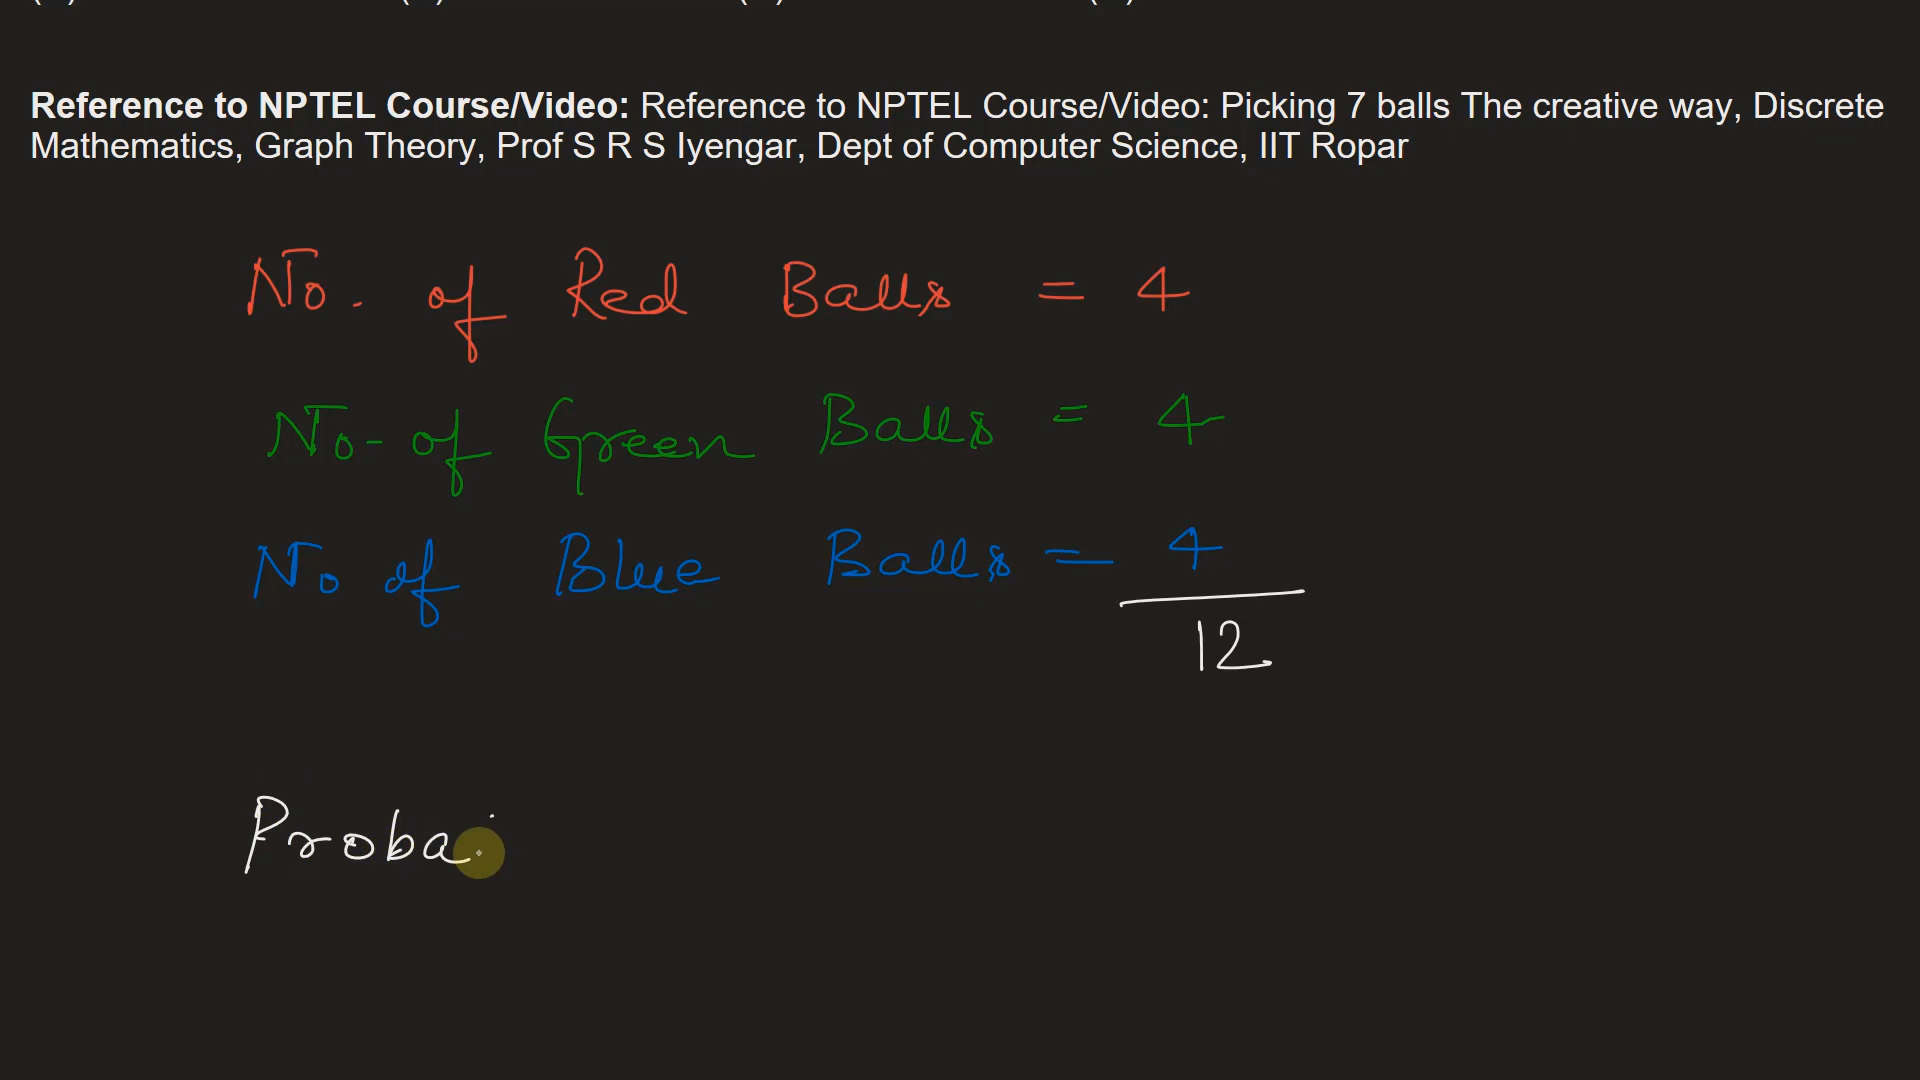 Reference to NPTEL Course/Video: Reference to NPTEL Course/Video: Picking 7 balls The creative way, Discrete
Mathematics, Graph Theory, Prof S R S Iyengar, Dept of Computer Science, IIT Ropar
No. of Red Balls = 4
No- of Green Balls = 4
No of Blue Balls = 4
12
Proba